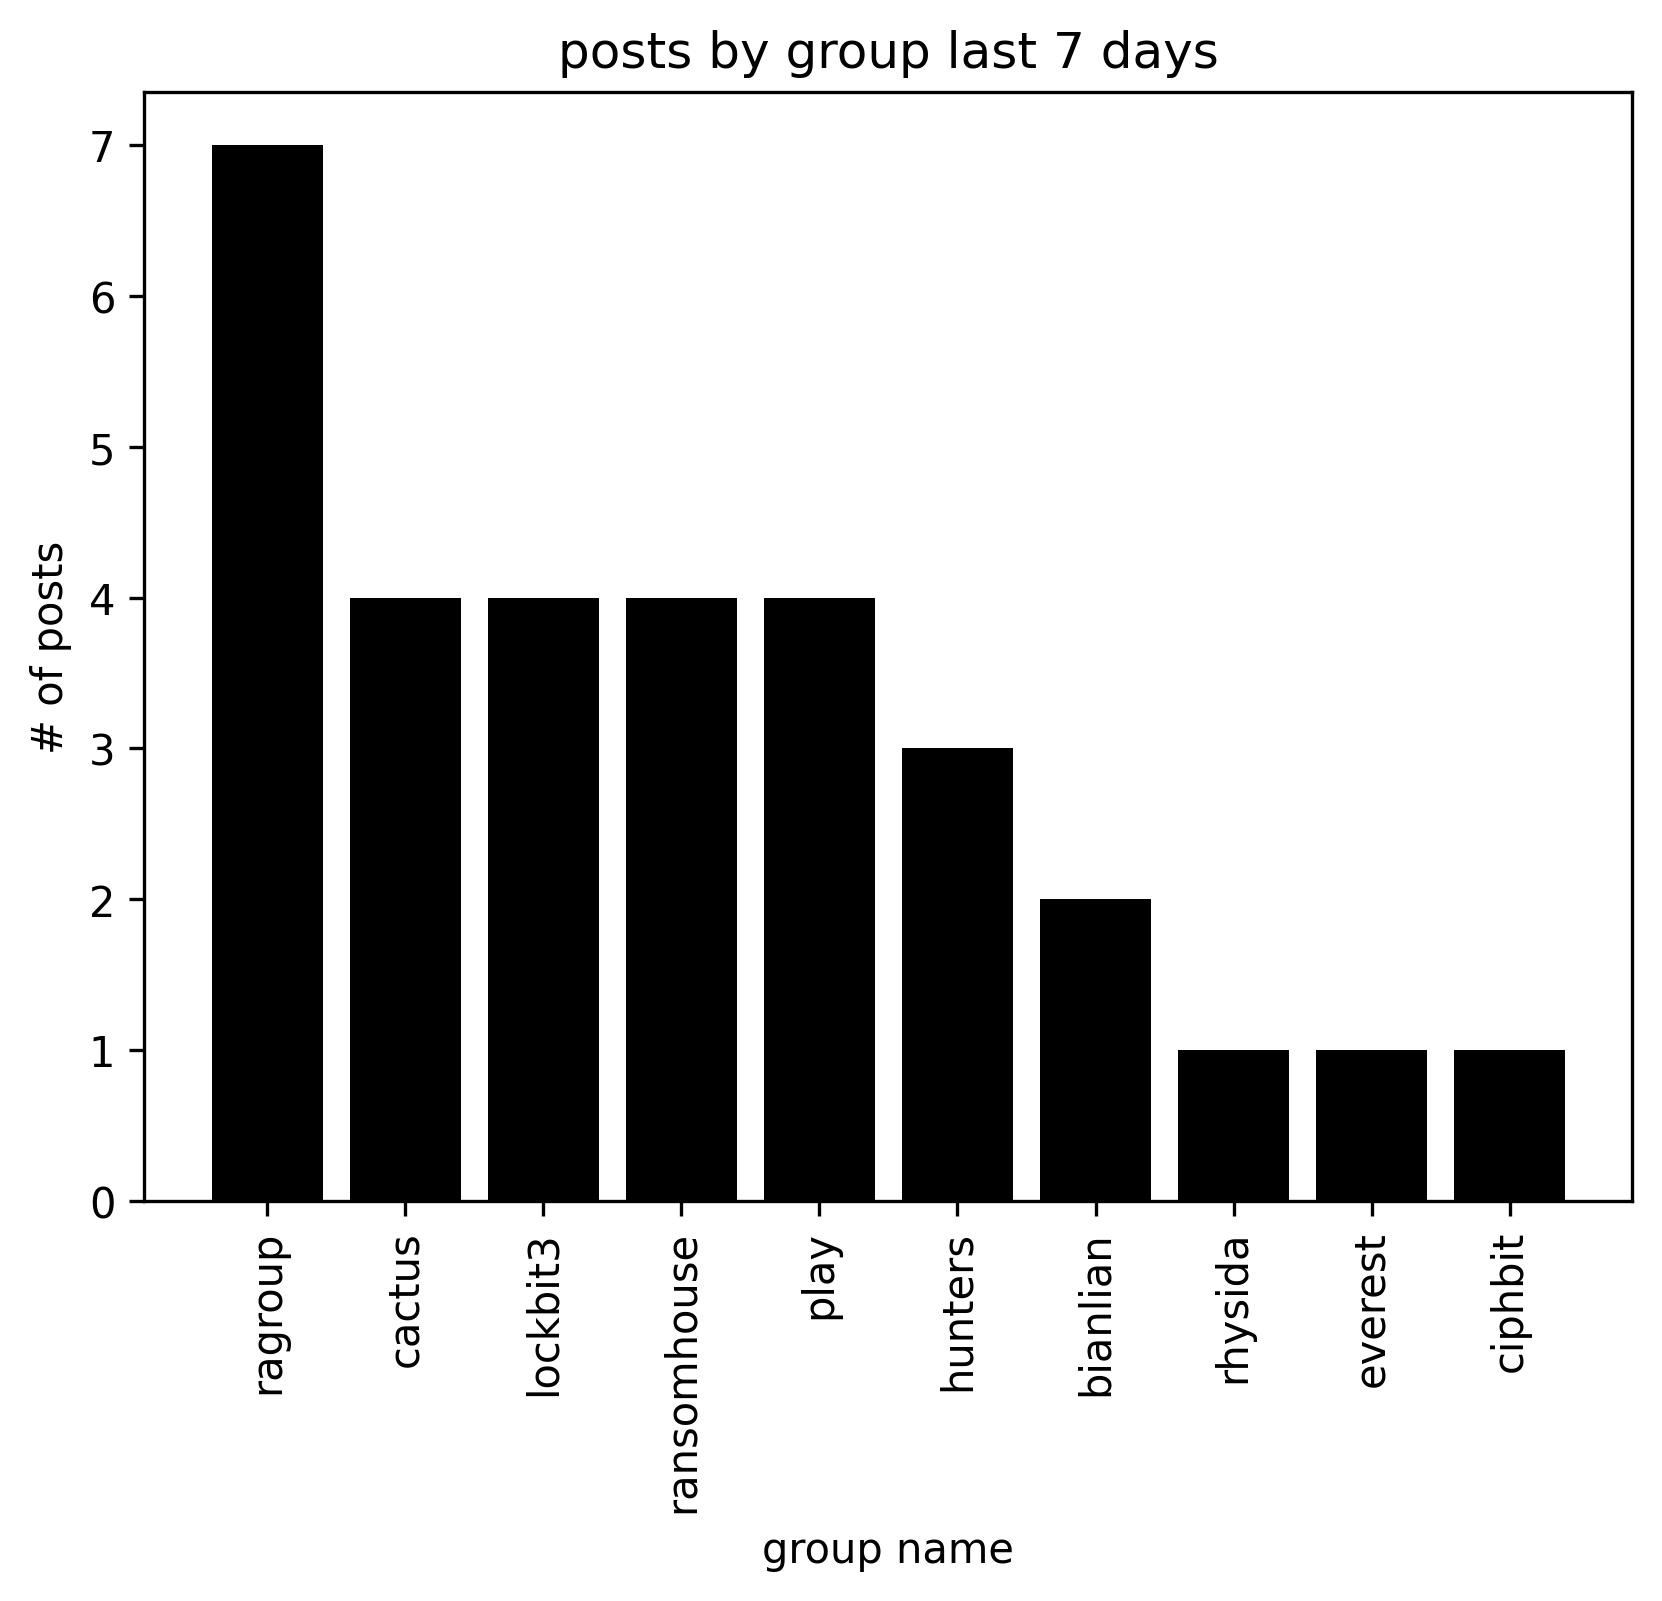 posts by group last 7 days
7
6
5
4
3
2
1
0
# of posts
ragroup
cactus
lockbit3
ransomhouse
play
hunters
bianlian
rhysida
everest
ciphbit
group name